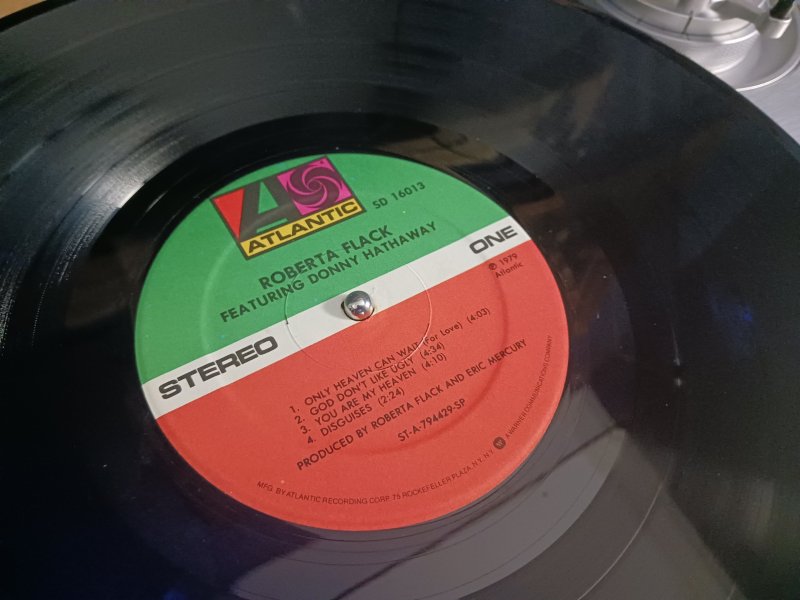 ATLANTIC
SD 16013
ROBERTA FLACK
FEATURING DONNY HATHAWAY
STEREO
ONE
℗ 1979
Atlantic
1. ONLY HEAVEN CAN WAIT (For Love) (4:03)
2. GOD DON'T LIKE UGLY (4:34)
3. YOU ARE MY HEAVEN (4:10)
4. DISGUISES (2:24)
PRODUCED BY ROBERTA FLACK AND ERIC MERCURY
ST-A-794429-SP
MFG. BY ATLANTIC RECORDING CORP. 75 ROCKEFELLER PLAZA, N.Y. N.Y. A WARNER COMMUNICATIONS COMPANY